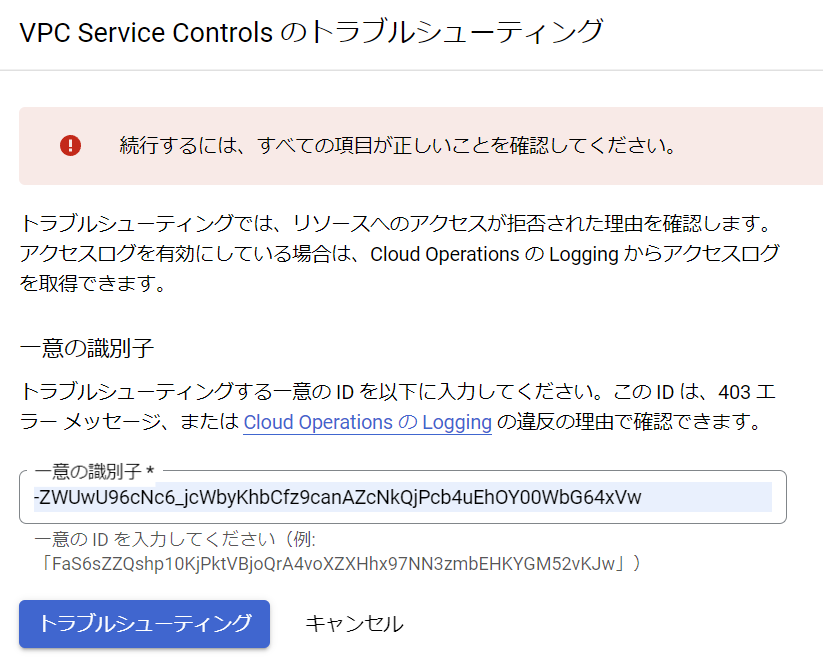 VPC Service Controls のトラブルシューティング
続行するには、すべての項目が正しいことを確認してください。
トラブルシューティングでは、リソースへのアクセスが拒否された理由を確認します。
アクセスログを有効にしている場合は、Cloud Operations の Logging からアクセスログ
を取得できます。
一意の識別子
トラブルシューティングする一意の ID を以下に入力してください。この ID は、403 エ
ラー メッセージ、または Cloud Operations の Logging の違反の理由で確認できます。
一意の識別子 *
-ZWUwU96cNc6_jcWbyKhbCfz9canAZcNkQjPcb4uEhOY00WbG64xVw
一意の ID を入力してください（例:
「FaS6sZZQshp10KjPktVBjoQrA4voXZXHhx97NN3zmbEHKYGM52vKJw」）
トラブルシューティング キャンセル